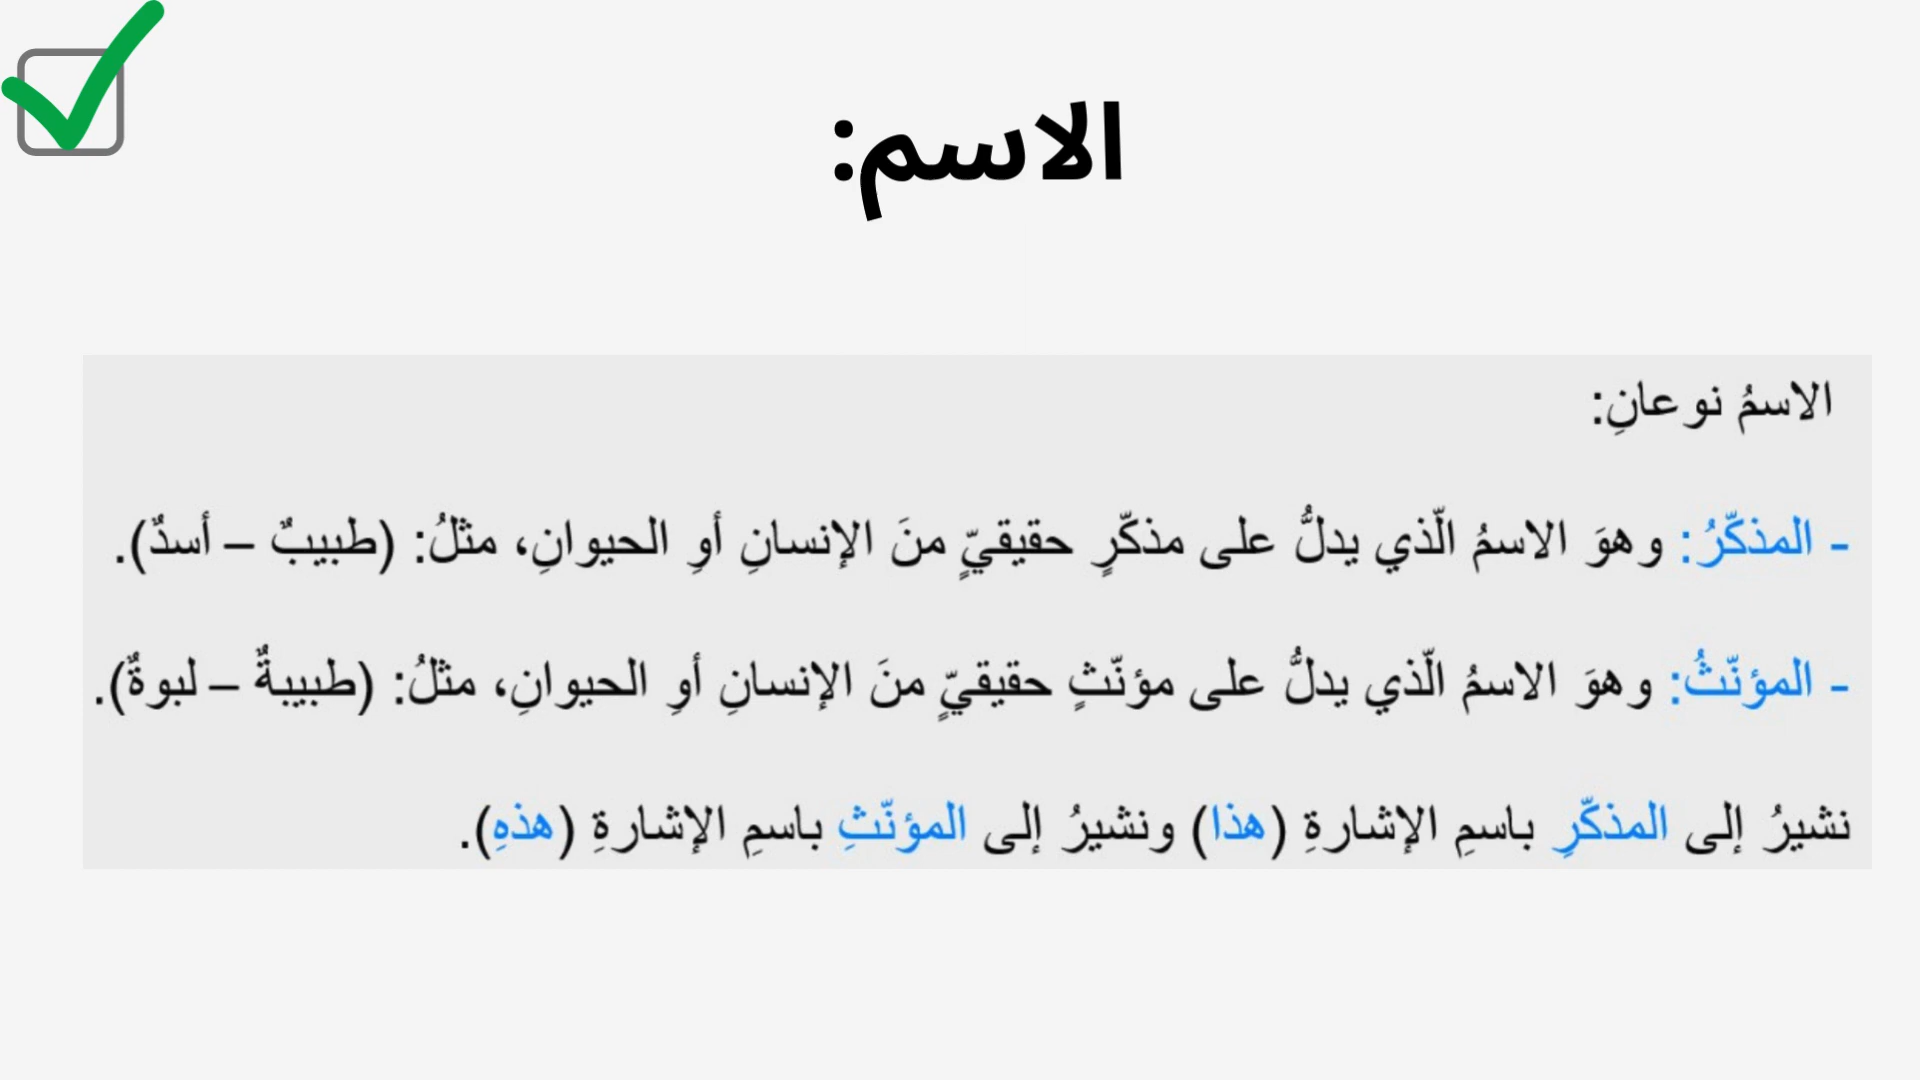 الاسم:
الاسمُ نوعانِ:
- المذكّرُ: وهوَ الاسمُ الّذي يدلُّ على مذكّرٍ حقيقيٍّ منَ الإنسانِ أوِ الحيوانِ، مثلُ: (طبيبٌ – أسدٌ).
- المؤنّثُ: وهوَ الاسمُ الّذي يدلُّ على مؤنّثٍ حقيقيٍّ منَ الإنسانِ أوِ الحيوانِ، مثلُ: (طبيبةٌ – لبوةٌ).
نشيرُ إلى المذكّرِ باسمِ الإشارةِ (هذا) ونشيرُ إلى المؤنّثِ باسمِ الإشارةِ (هذهِ).